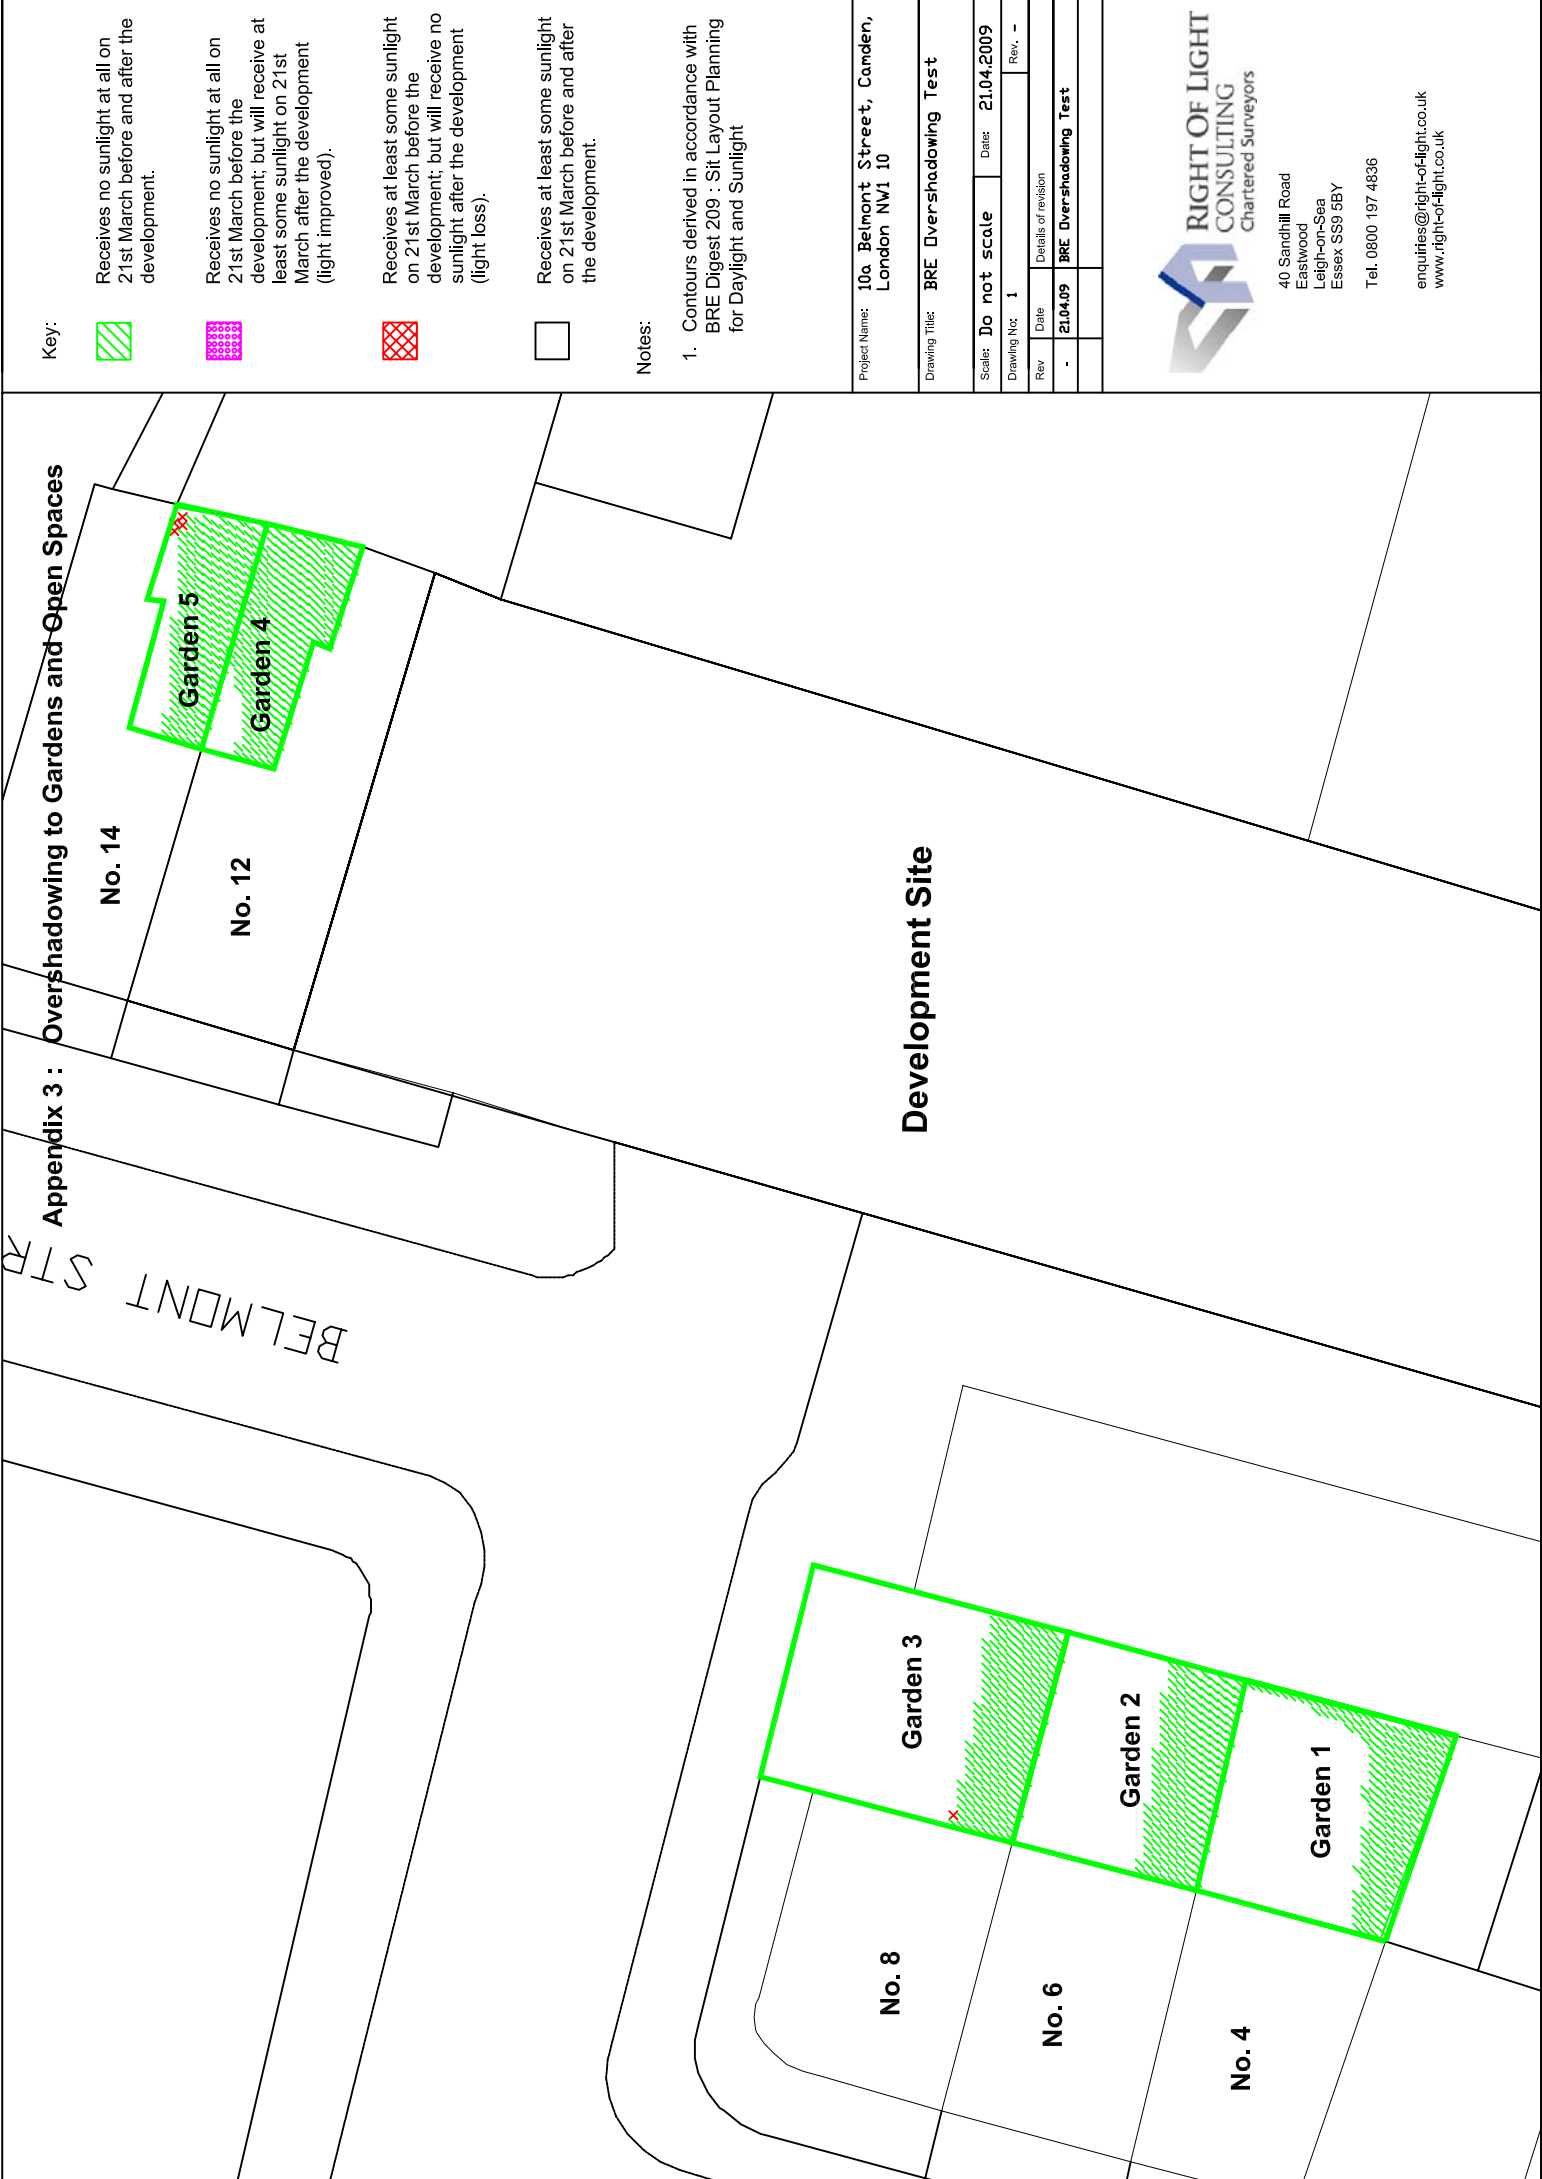 Appendix 3 : Overshadowing to Gardens and Open Spaces
BELMONT STR
No. 14
No. 12
Garden 5
Garden 4
Development Site
Garden 3
Garden 2
Garden 1
No. 8
No. 6
No. 4
Key:
Receives no sunlight at all on
21st March before and after the
development.
Receives no sunlight at all on
21st March before the
development; but will receive at
least some sunlight on 21st
March after the development
(light improved).
Receives at least some sunlight
on 21st March before the
development; but will receive no
sunlight after the development
(light loss).
Receives at least some sunlight
on 21st March before and after
the development.
Notes:
1. Contours derived in accordance with
BRE Digest 209 : Sit Layout Planning
for Daylight and Sunlight
Project Name: 10a Belmont Street, Camden,
London NW1 10
Drawing Title: BRE Overshadowing Test
Scale: Do not scale Date: 21.04.2009
Drawing No: 1 Rev. -
Rev Date Details of revision
- 21.04.09 BRE Overshadowing Test
RIGHT OF LIGHT
CONSULTING
Chartered Surveyors
40 Sandhill Road
Eastwood
Leigh-on-Sea
Essex SS9 5BY
Tel. 0800 197 4836
enquiries@right-of-light.co.uk
www.right-of-light.co.uk